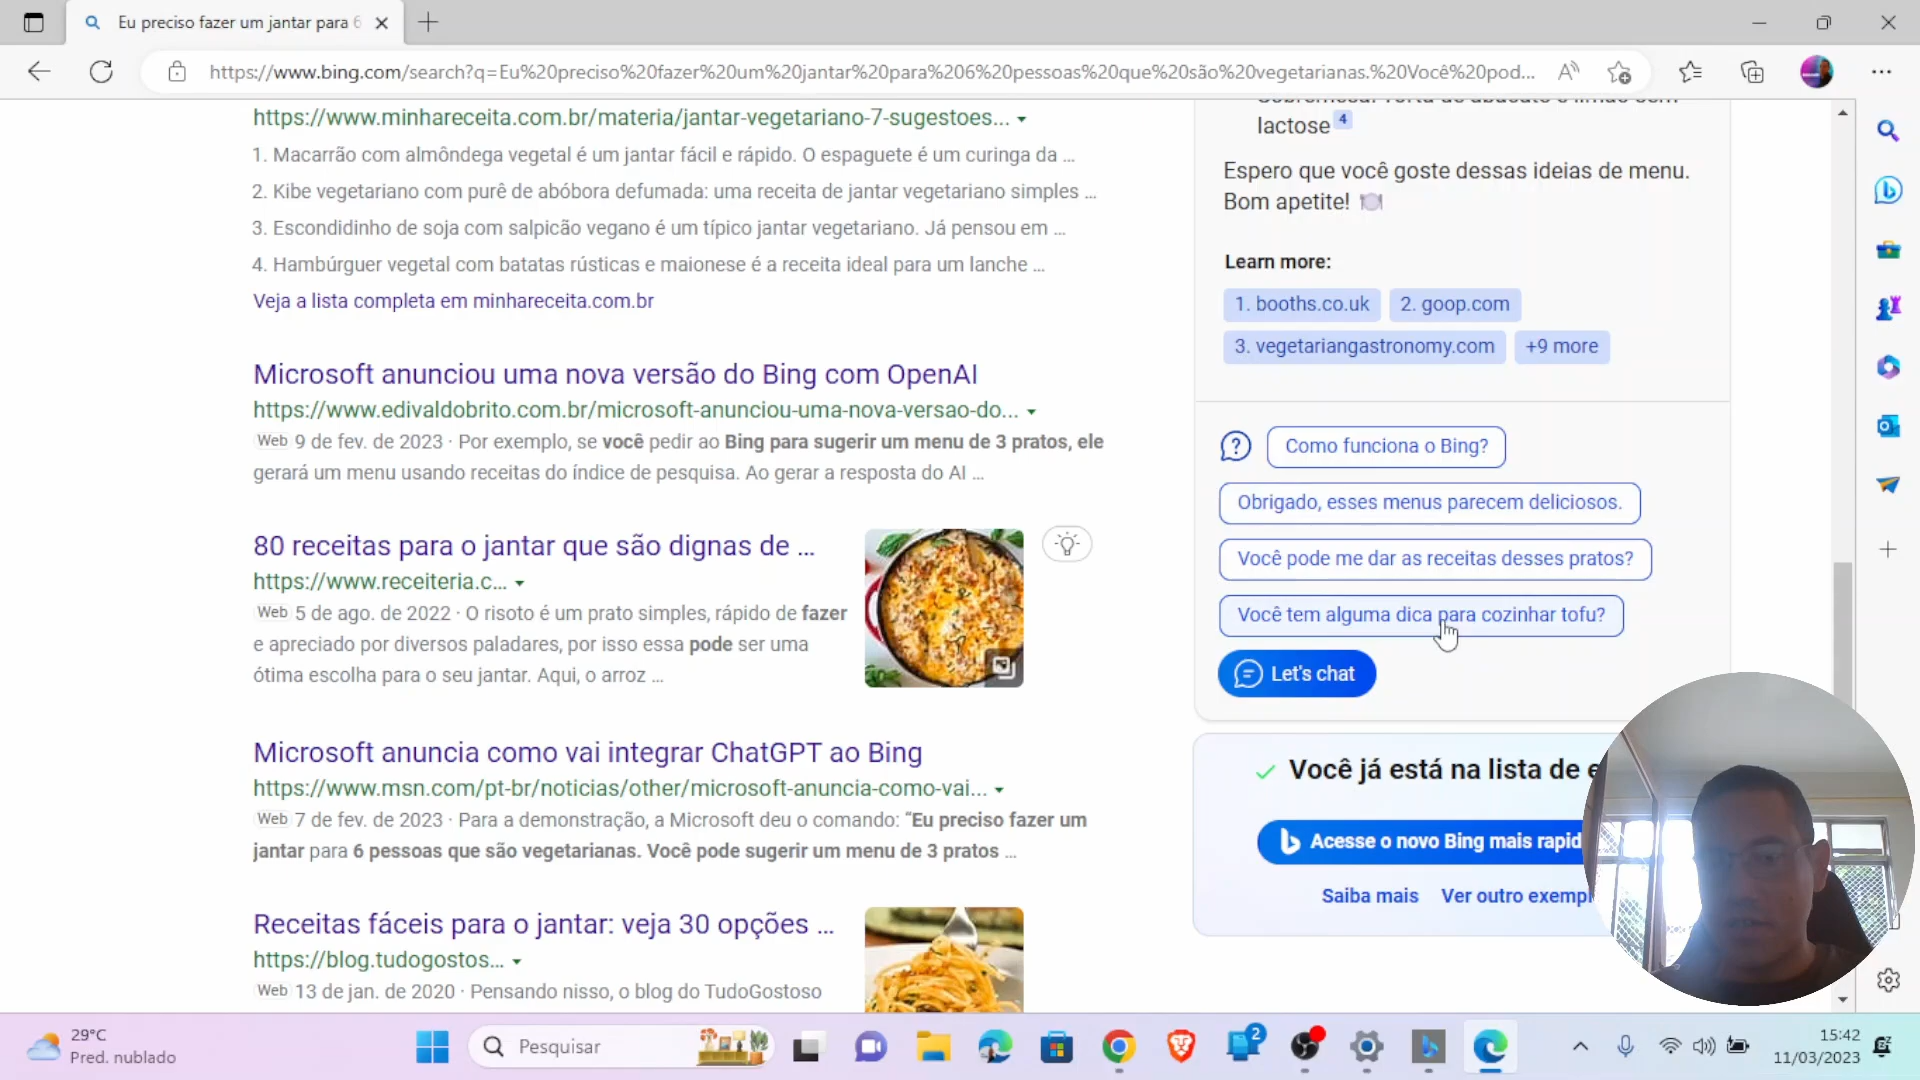 Eu preciso fazer um jantar para 6
https://www.bing.com/search?q=Eu%20preciso%20fazer%20um%20jantar%20para%206%20pessoas%20que%20são%20vegetarianas.%20Você%20pod...
https://www.minhareceita.com.br/materia/jantar-vegetariano-7-sugestoes...
1. Macarrão com almôndega vegetal é um jantar fácil e rápido. O espaguete é um curinga da ...
2. Kibe vegetariano com purê de abóbora defumada: uma receita de jantar vegetariano simples ...
3. Escondidinho de soja com salpicão vegano é um típico jantar vegetariano. Já pensou em ...
4. Hambúrguer vegetal com batatas rústicas e maionese é a receita ideal para um lanche ...
Veja a lista completa em minhareceita.com.br
Microsoft anunciou uma nova versão do Bing com OpenAI
https://www.edivaldobrito.com.br/microsoft-anunciou-uma-nova-versao-do...
Web 9 de fev. de 2023 · Por exemplo, se você pedir ao Bing para sugerir um menu de 3 pratos, ele
gerará um menu usando receitas do índice de pesquisa. Ao gerar a resposta do AI ...
80 receitas para o jantar que são dignas de ...
https://www.receiteria.c...
Web 5 de ago. de 2022 · O risoto é um prato simples, rápido de fazer
e apreciado por diversos paladares, por isso essa pode ser uma
ótima escolha para o seu jantar. Aqui, o arroz ...
Microsoft anuncia como vai integrar ChatGPT ao Bing
https://www.msn.com/pt-br/noticias/other/microsoft-anuncia-como-vai...
Web 7 de fev. de 2023 · Para a demonstração, a Microsoft deu o comando: “Eu preciso fazer um
jantar para 6 pessoas que são vegetarianas. Você pode sugerir um menu de 3 pratos ...
Receitas fáceis para o jantar: veja 30 opções ...
https://blog.tudogostos...
Web 13 de jan. de 2020 · Pensando nisso, o blog do TudoGostoso
Sobremesa: Torta de abacate e limão sem
lactose 4
Espero que você goste dessas ideias de menu.
Bom apetite! 🍽
Learn more:
1. booths.co.uk 2. goop.com
3. vegetariangastronomy.com +9 more
Como funciona o Bing?
Obrigado, esses menus parecem deliciosos.
Você pode me dar as receitas desses pratos?
Você tem alguma dica para cozinhar tofu?
Let's chat
Você já está na lista de e
Acesse o novo Bing mais rapid
Saiba mais Ver outro exempl
29°C
Pred. nublado
Pesquisar
2
15:42
11/03/2023